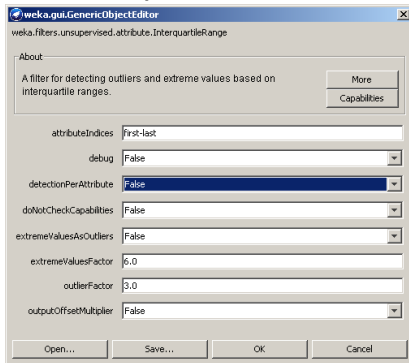 weka.gui.GenericObjectEditor
weka.filters.unsupervised.attribute.InterquartileRange
About
A filter for detecting outliers and extreme values based on
interquartile ranges.
More
Capabilities
attributeIndices first-last
debug False
detectionPerAttribute False
doNotCheckCapabilities False
extremeValuesAsOutliers False
extremeValuesFactor 6.0
outlierFactor 3.0
outputOffsetMultiplier False
Open... Save... OK Cancel